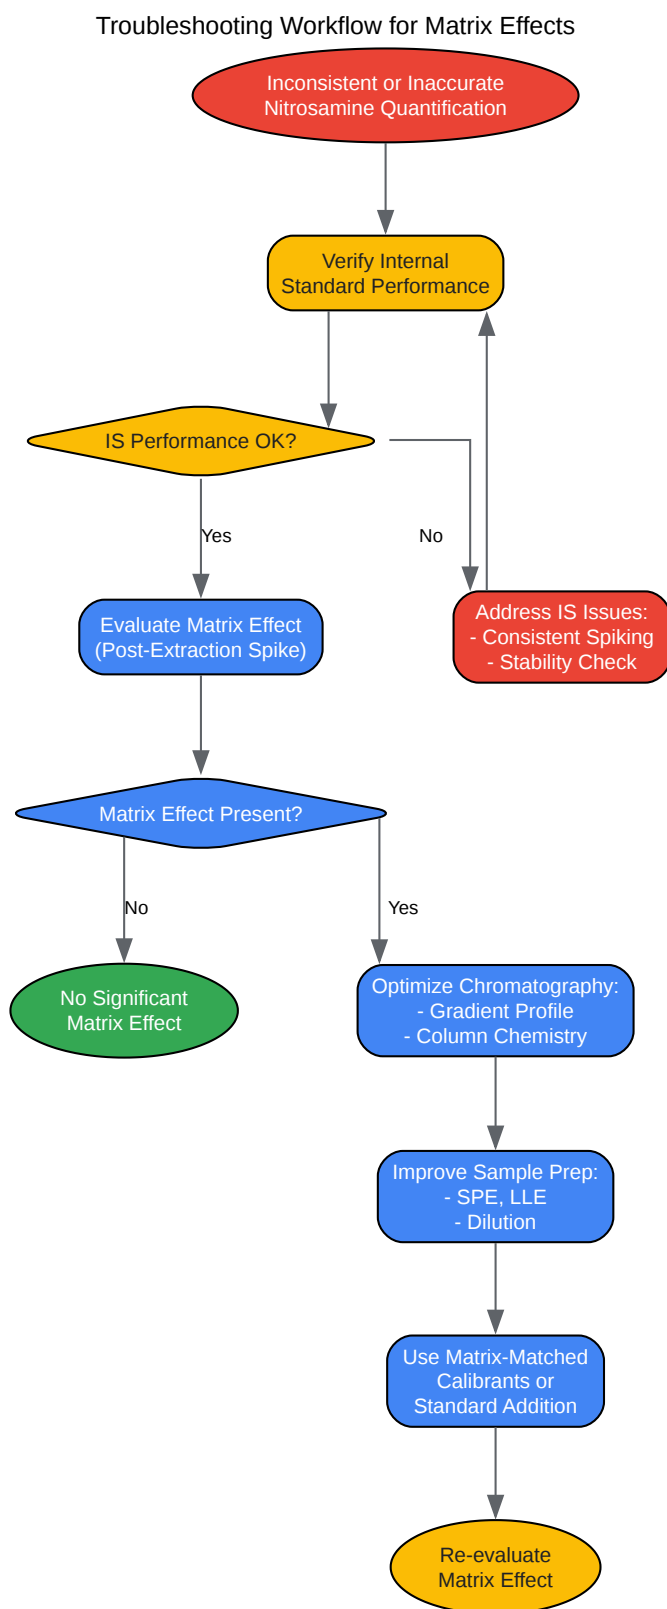 Troubleshooting Workflow for Matrix Effects
Inconsistent or Inaccurate
Nitrosamine Quantification
Verify Internal
Standard Performance
IS Performance OK?
Yes
No
Evaluate Matrix Effect
(Post-Extraction Spike)
Address IS Issues:
- Consistent Spiking
- Stability Check
Matrix Effect Present?
No
Yes
No Significant
Matrix Effect
Optimize Chromatography:
- Gradient Profile
- Column Chemistry
Improve Sample Prep:
- SPE, LLE
- Dilution
Use Matrix-Matched
Calibrants or
Standard Addition
Re-evaluate
Matrix Effect